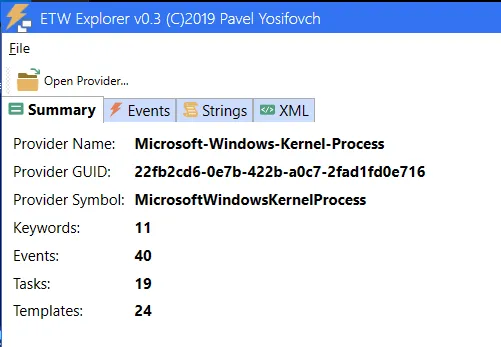 ETW Explorer v0.3 (C)2019 Pavel Yosifovch
File
Open Provider...
Summary Events Strings XML
Provider Name: Microsoft-Windows-Kernel-Process
Provider GUID: 22fb2cd6-0e7b-422b-a0c7-2fad1fd0e716
Provider Symbol: MicrosoftWindowsKernelProcess
Keywords: 11
Events: 40
Tasks: 19
Templates: 24